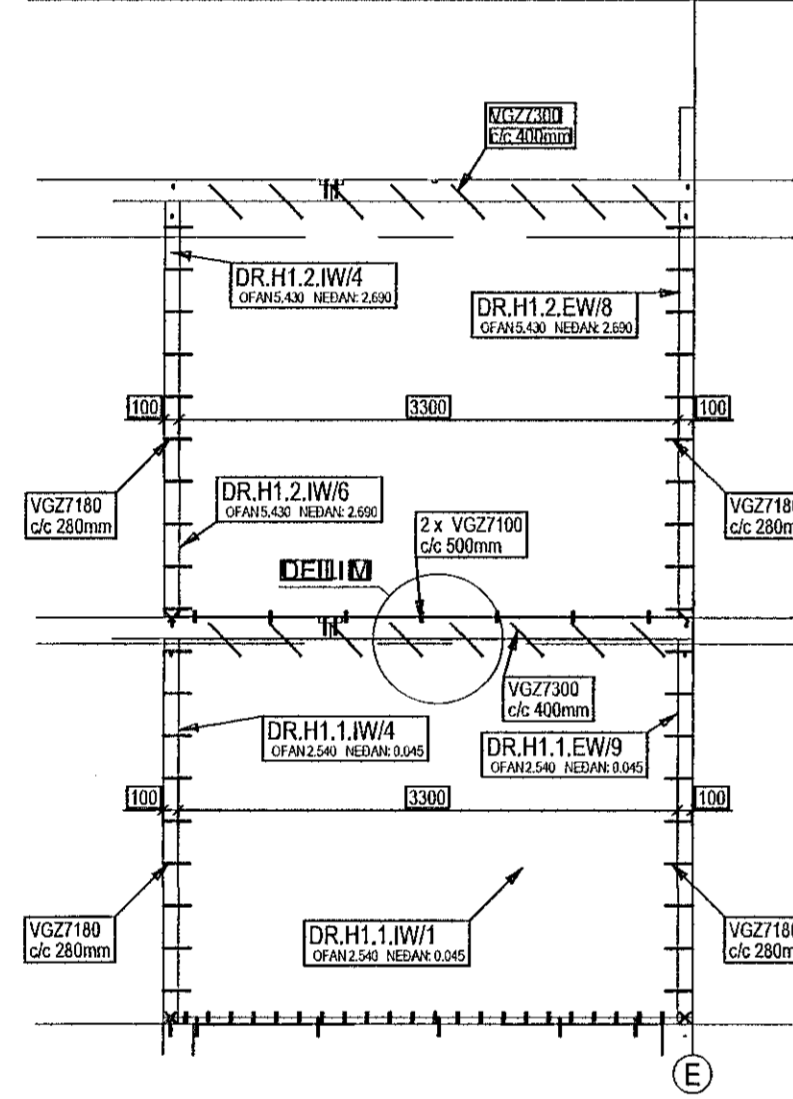 VGZ7300
c/c 400mm
DR.H1.2.IW/4
OFAN 5.430 NEÐAN: 2.690
DR.H1.2.EW/8
OFAN 5.430 NEÐAN: 2.690
100
3300
100
VGZ7180
c/c 280mm
DR.H1.2.IW/6
OFAN 5.430 NEÐAN: 2.690
2 x VGZ7100
c/c 500mm
VGZ7180
c/c 280mm
VGZ7300
c/c 400mm
DR.H1.1.IW/4
OFAN 2.540 NEÐAN: 0.045
DR.H1.1.EW/9
OFAN 2.540 NEÐAN: 0.045
100
3300
100
VGZ7180
c/c 280mm
DR.H1.1.IW/1
OFAN 2.540 NEÐAN: 0.045
VGZ7180
c/c 280m
E